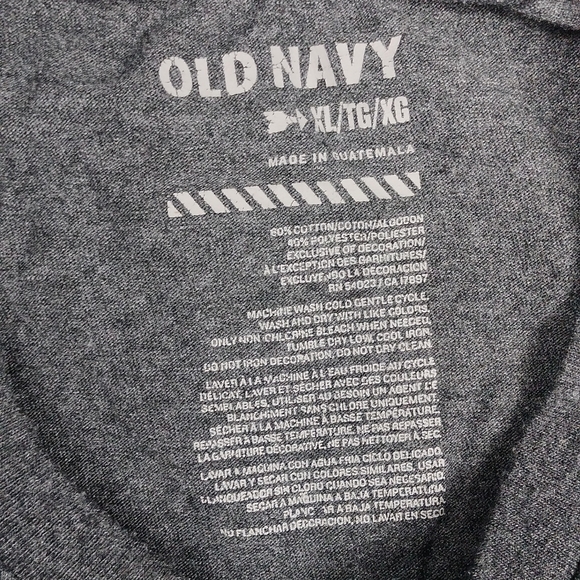 OLD NAVY
XL/TG/XG
MADE IN GUATEMALA
60% COTTON/COTON/ALGODON
40% POLYESTER/POLIESTER
EXCLUSIVE OF DECORATION/
À L'EXCEPTION DES GARNITURES/
EXCLUYENDO LA DECORACION
RN 54023 / CA 17897
MACHINE WASH COLD GENTLE CYCLE,
WASH AND DRY WITH LIKE COLORS,
ONLY NON-CHLORINE BLEACH WHEN NEEDED,
TUMBLE DRY LOW, COOL IRON,
DO NOT IRON DECORATION, DO NOT DRY CLEAN.
LAVER À LA MACHINE À L'EAU FROIDE AU CYCLE
DÉLICAT, LAVER ET SÉCHER AVEC DES COULEURS
SEMBLABLES, UTILISER AU BESOIN UN AGENT DE
BLANCHIMENT SANS CHLORE UNIQUEMENT,
SÉCHER À LA MACHINE À BASSE TEMPÉRATURE,
REPASSER À BASSE TEMPÉRATURE, NE PAS REPASSER
LA GARNITURE DÉCORATIVE, NE PAS NETTOYER À SEC.
LAVAR A MAQUINA CON AGUA FRIA CICLO DELICADO,
LAVAR Y SECAR CON COLORES SIMILARES, USAR
BLANQUEADOR SIN CLORO CUANDO SEA NECESARIO,
SECAR A MAQUINA A BAJA TEMPERATURA
PLANCHAR A BAJA TEMPERATURA,
NO PLANCHAR DECORACION, NO LAVAR EN SECO.